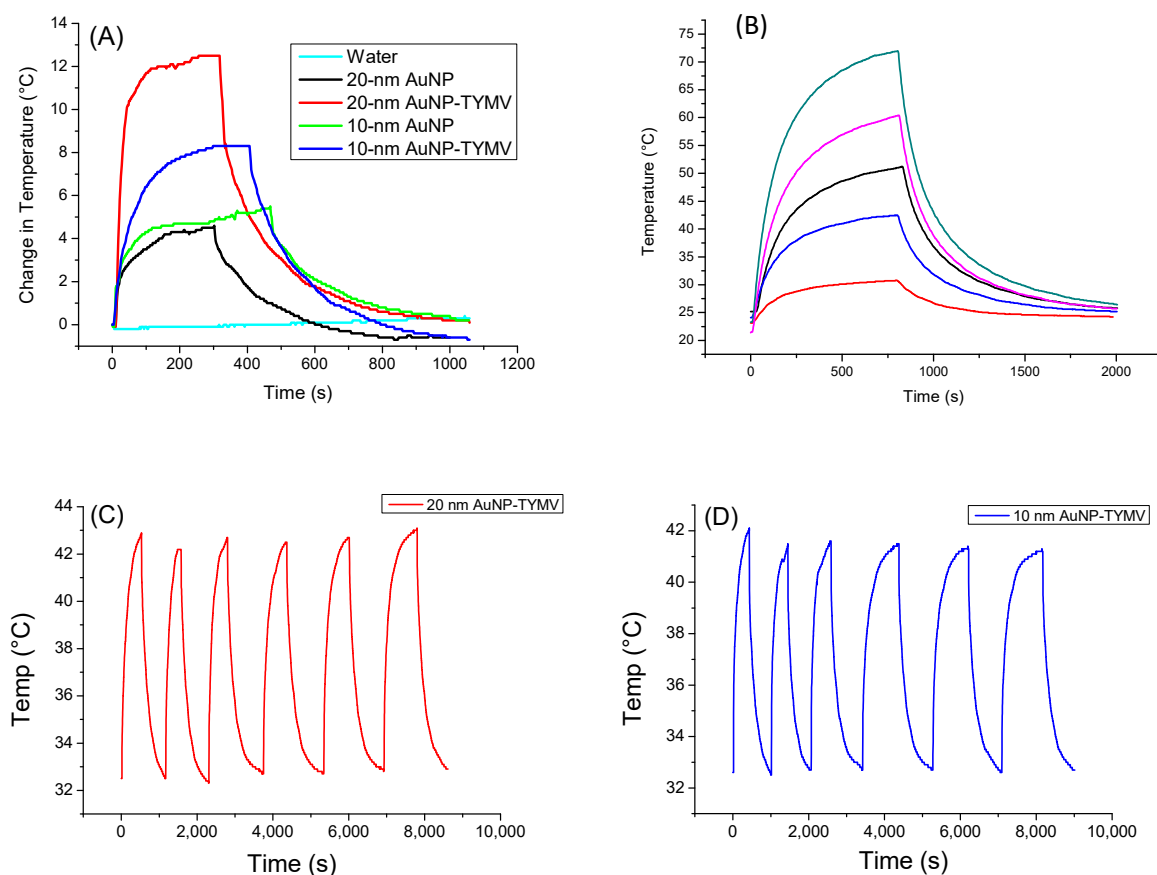 (A)
Change in Temperature (°C)
14
12
10
8
6
4
2
0
Water
20-nm AuNP
20-nm AuNP-TYMV
10-nm AuNP
10-nm AuNP-TYMV
0 200 400 600 800 1000 1200
Time (s)
(B)
Temperature (°C)
75
70
65
60
55
50
45
40
35
30
25
20
0 500 1000 1500 2000
Time (s)
(C)
20 nm AuNP-TYMV
Temp (°C)
44
42
40
38
36
34
32
0 2,000 4,000 6,000 8,000 10,000
Time (s)
(D)
10 nm AuNP-TYMV
Temp (°C)
42
40
38
36
34
32
0 2,000 4,000 6,000 8,000 10,000
Time (s)